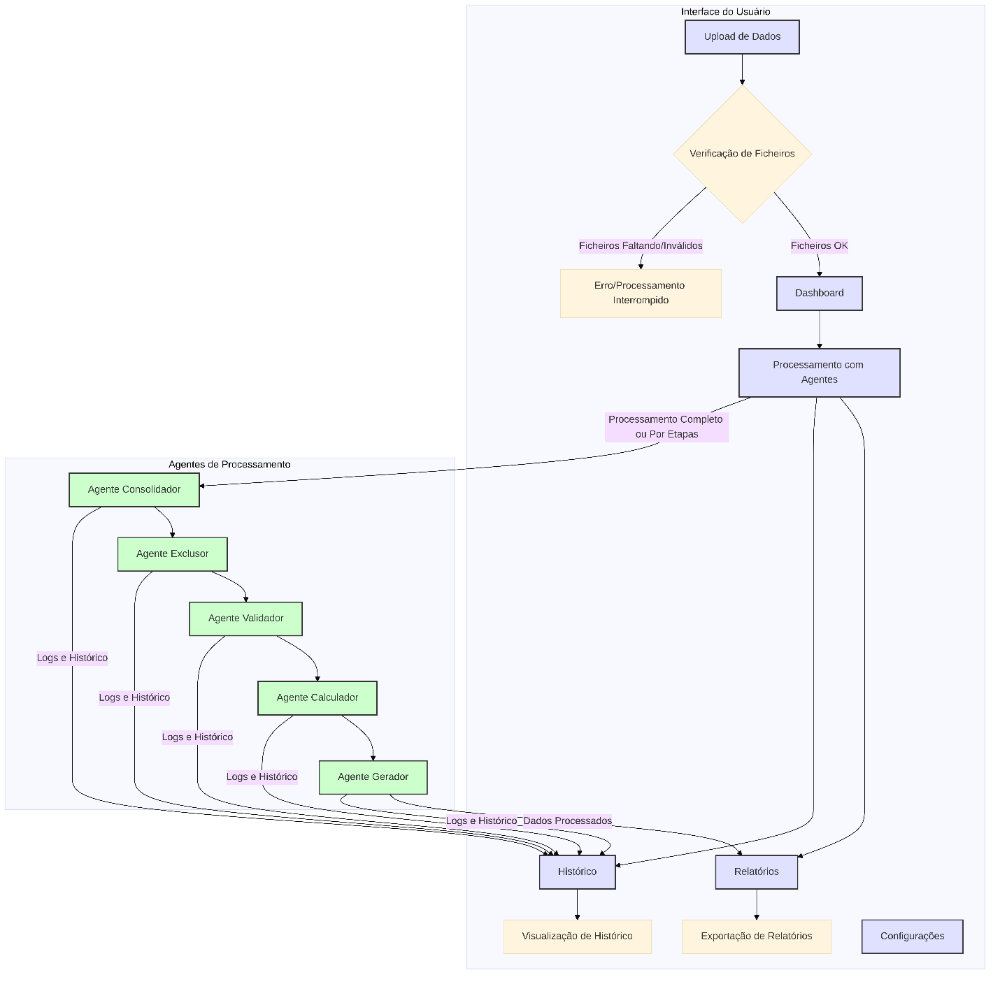 Interface do Usuário
Upload de Dados
Verificação de Ficheiros
Ficheiros Faltando/Inválidos
Ficheiros OK
Erro/Processamento
Interrompido
Dashboard
Processamento com
Agentes
Processamento Completo
ou Por Etapas
Agentes de Processamento
Agente Consolidador
Agente Exclusor
Agente Validador
Logs e Histórico
Agente Calculador
Logs e Histórico
Logs e Histórico
Logs e Histórico
Agente Gerador
Logs e Histórico
Dados Processados
Histórico
Relatórios
Visualização de Histórico
Exportação de Relatórios
Configurações